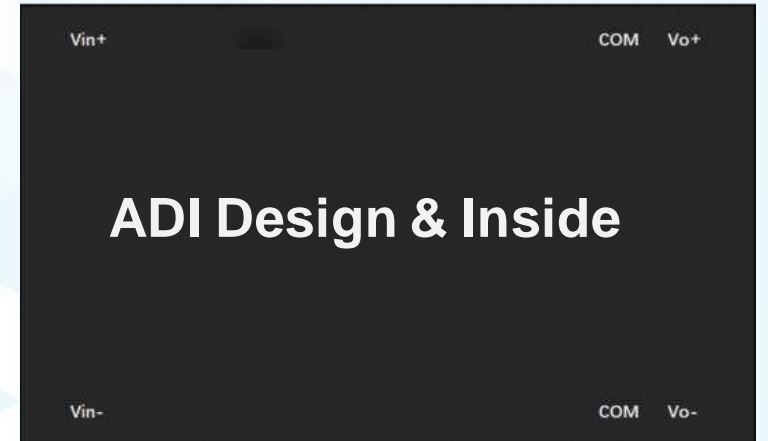 Vin+ COM Vo+
ADI Design & Inside
Vin- COM Vo-